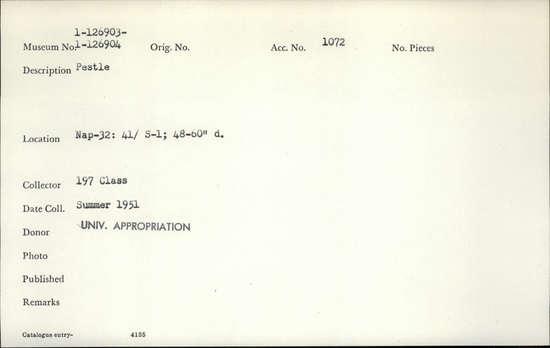 1-126903-
Museum No. 1-126904 Orig. No. Acc. No. 1072 No. Pieces
Description Pestle
Location Nap-32: 41/ S-1; 48-60" d.
Collector 197 Class
Date Coll. Summer 1951
Donor UNIV. APPROPRIATION
Photo
Published
Remarks
Catalogue entry- 4155